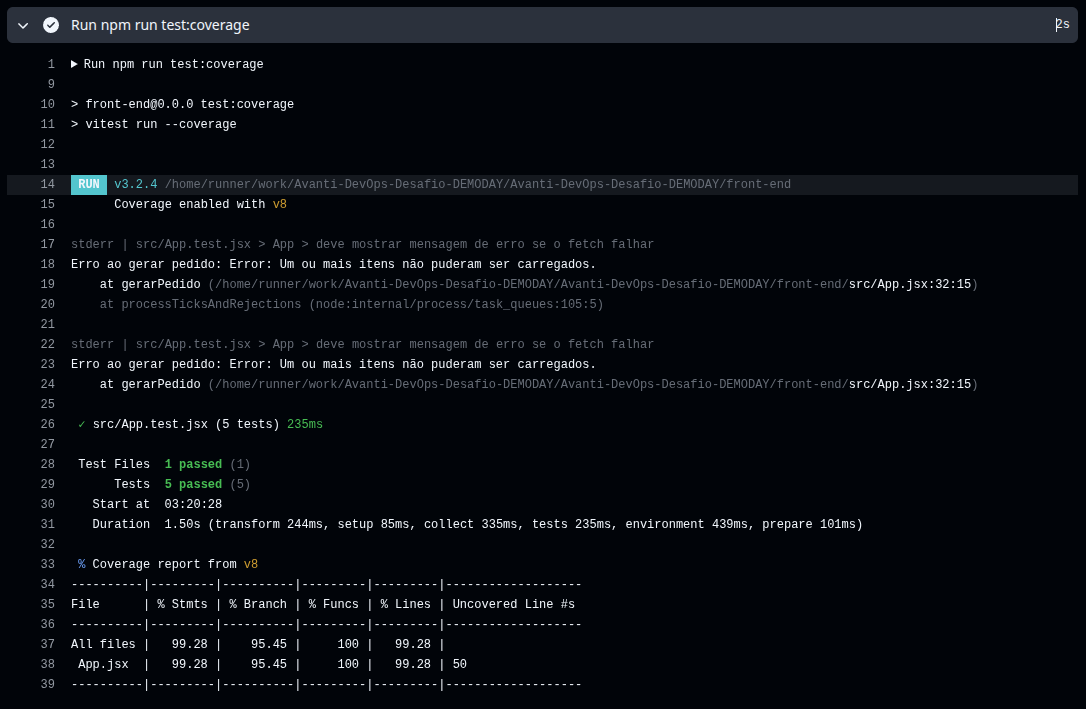 Run npm run test:coverage 2s
1 Run npm run test:coverage
9
10 > front-end@0.0.0 test:coverage
11 > vitest run --coverage
12
13
14 RUN v3.2.4 /home/runner/work/Avanti-DevOps-Desafio-DEMODAY/Avanti-DevOps-Desafio-DEMODAY/front-end
15 Coverage enabled with v8
16
17 stderr | src/App.test.jsx > App > deve mostrar mensagem de erro se o fetch falhar
18 Erro ao gerar pedido: Error: Um ou mais itens não puderam ser carregados.
19 at gerarPedido (/home/runner/work/Avanti-DevOps-Desafio-DEMODAY/Avanti-DevOps-Desafio-DEMODAY/front-end/src/App.jsx:32:15)
20 at processTicksAndRejections (node:internal/process/task_queues:105:5)
21
22 stderr | src/App.test.jsx > App > deve mostrar mensagem de erro se o fetch falhar
23 Erro ao gerar pedido: Error: Um ou mais itens não puderam ser carregados.
24 at gerarPedido (/home/runner/work/Avanti-DevOps-Desafio-DEMODAY/Avanti-DevOps-Desafio-DEMODAY/front-end/src/App.jsx:32:15)
25
26 ✓ src/App.test.jsx (5 tests) 235ms
27
28 Test Files 1 passed (1)
29 Tests 5 passed (5)
30 Start at 03:20:28
31 Duration 1.50s (transform 244ms, setup 85ms, collect 335ms, tests 235ms, environment 439ms, prepare 101ms)
32
33 % Coverage report from v8
34 ----------|---------|----------|---------|---------|-------------------
35 File      | % Stmts | % Branch | % Funcs | % Lines | Uncovered Line #s
36 ----------|---------|----------|---------|---------|-------------------
37 All files |   99.28 |    95.45 |     100 |   99.28 |
38  App.jsx  |   99.28 |    95.45 |     100 |   99.28 | 50
39 ----------|---------|----------|---------|---------|-------------------